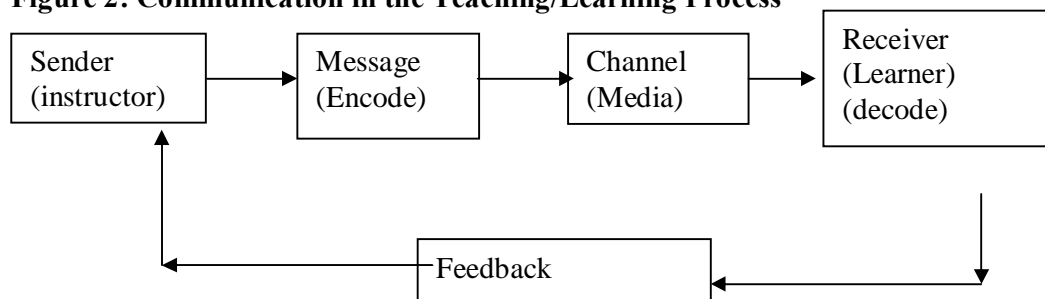 Figure 2: Communication in the Teaching/Learning Process
Sender
(instructor)
Message
(Encode)
Channel
(Media)
Receiver
(Learner)
(decode)
Feedback